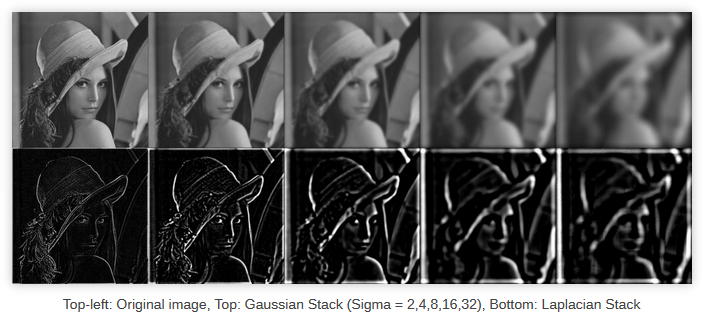 Top-left: Original image, Top: Gaussian Stack (Sigma = 2,4,8,16,32), Bottom: Laplacian Stack